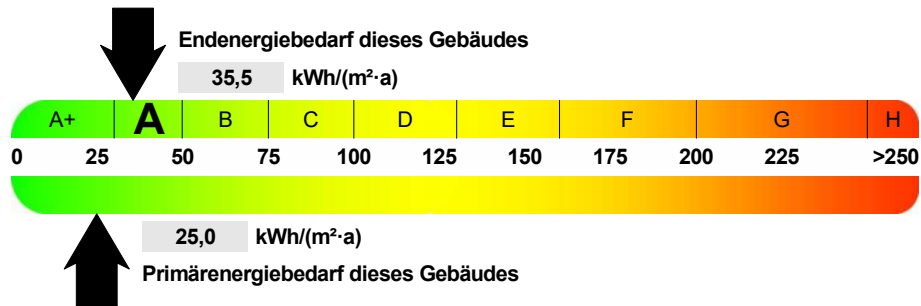 Endenergiebedarf dieses Gebäudes
35,5 kWh/(m²·a)
A+ A B C D E F G H
0 25 50 75 100 125 150 175 200 225 >250
25,0 kWh/(m²·a)
Primärenergiebedarf dieses Gebäudes